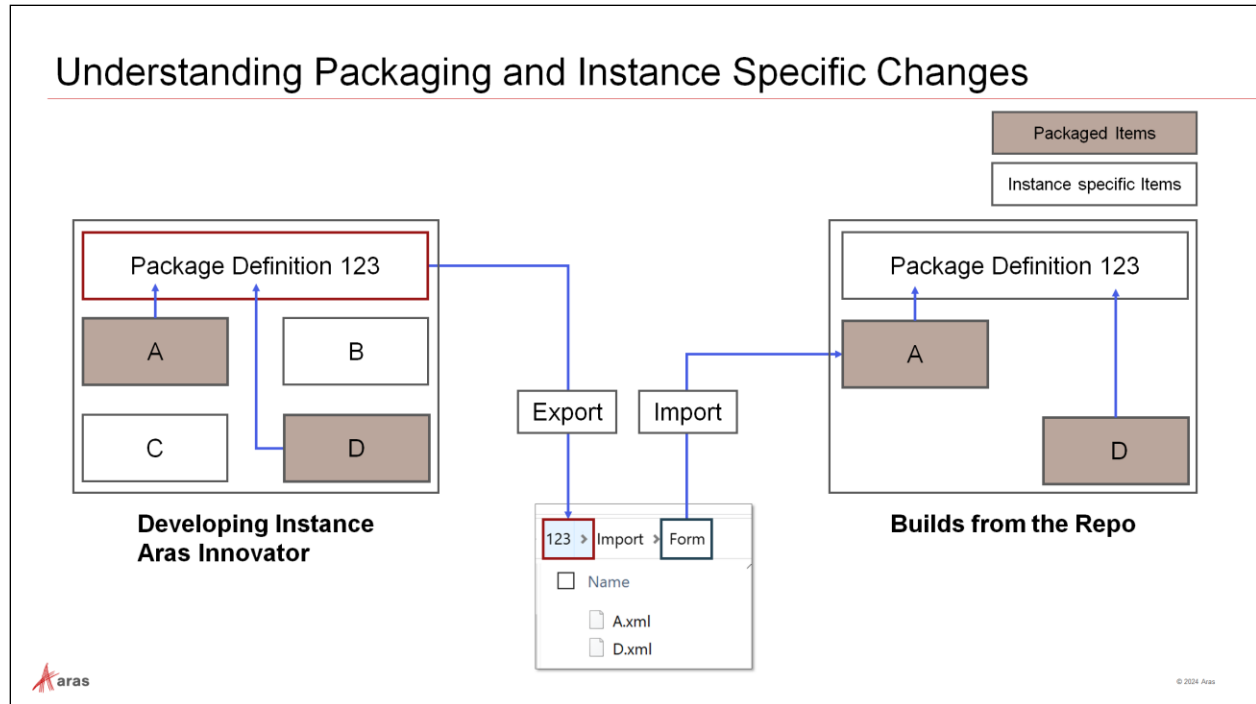 Understanding Packaging and Instance Specific Changes
Packaged Items
Instance specific Items
Package Definition 123
A
B
C
D
Developing Instance
Aras Innovator
Export
Import
123 > Import > Form
Name
A.xml
D.xml
Package Definition 123
A
D
Builds from the Repo
aras
© 2024 Aras